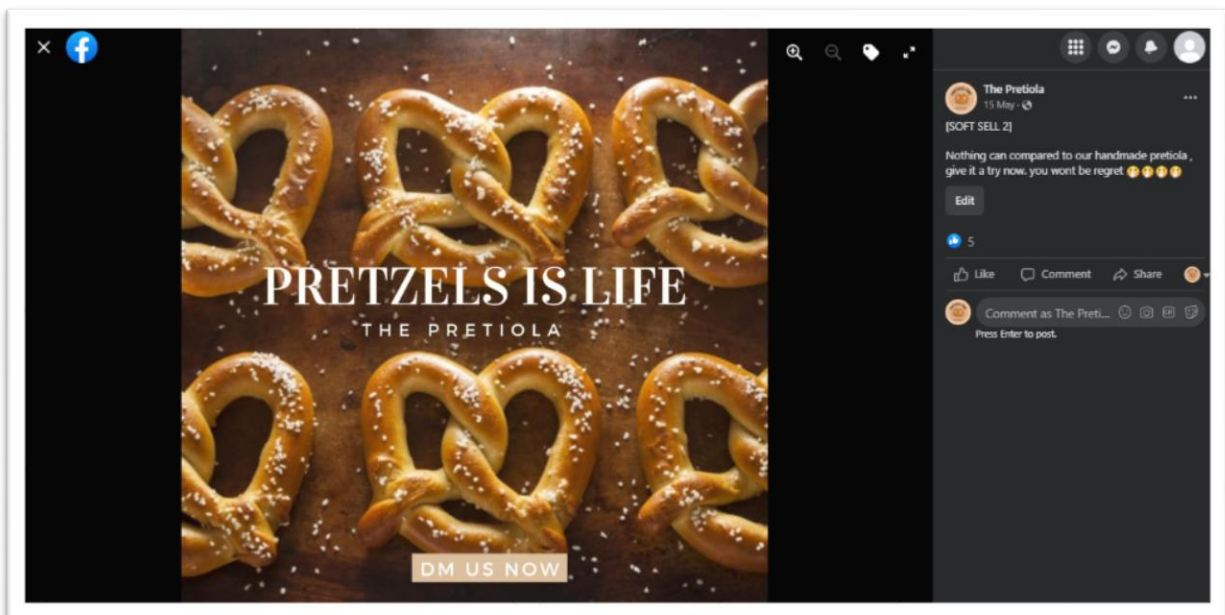 PRETZELS IS LIFE
THE PRETIOLA
DM US NOW
The Pretiola
15 May
[SOFT SELL 2]
Nothing can compared to our handmade pretiola ,
give it a try now. you wont be regret
Edit
5
Like Comment Share
Comment as The Preti...
Press Enter to post.